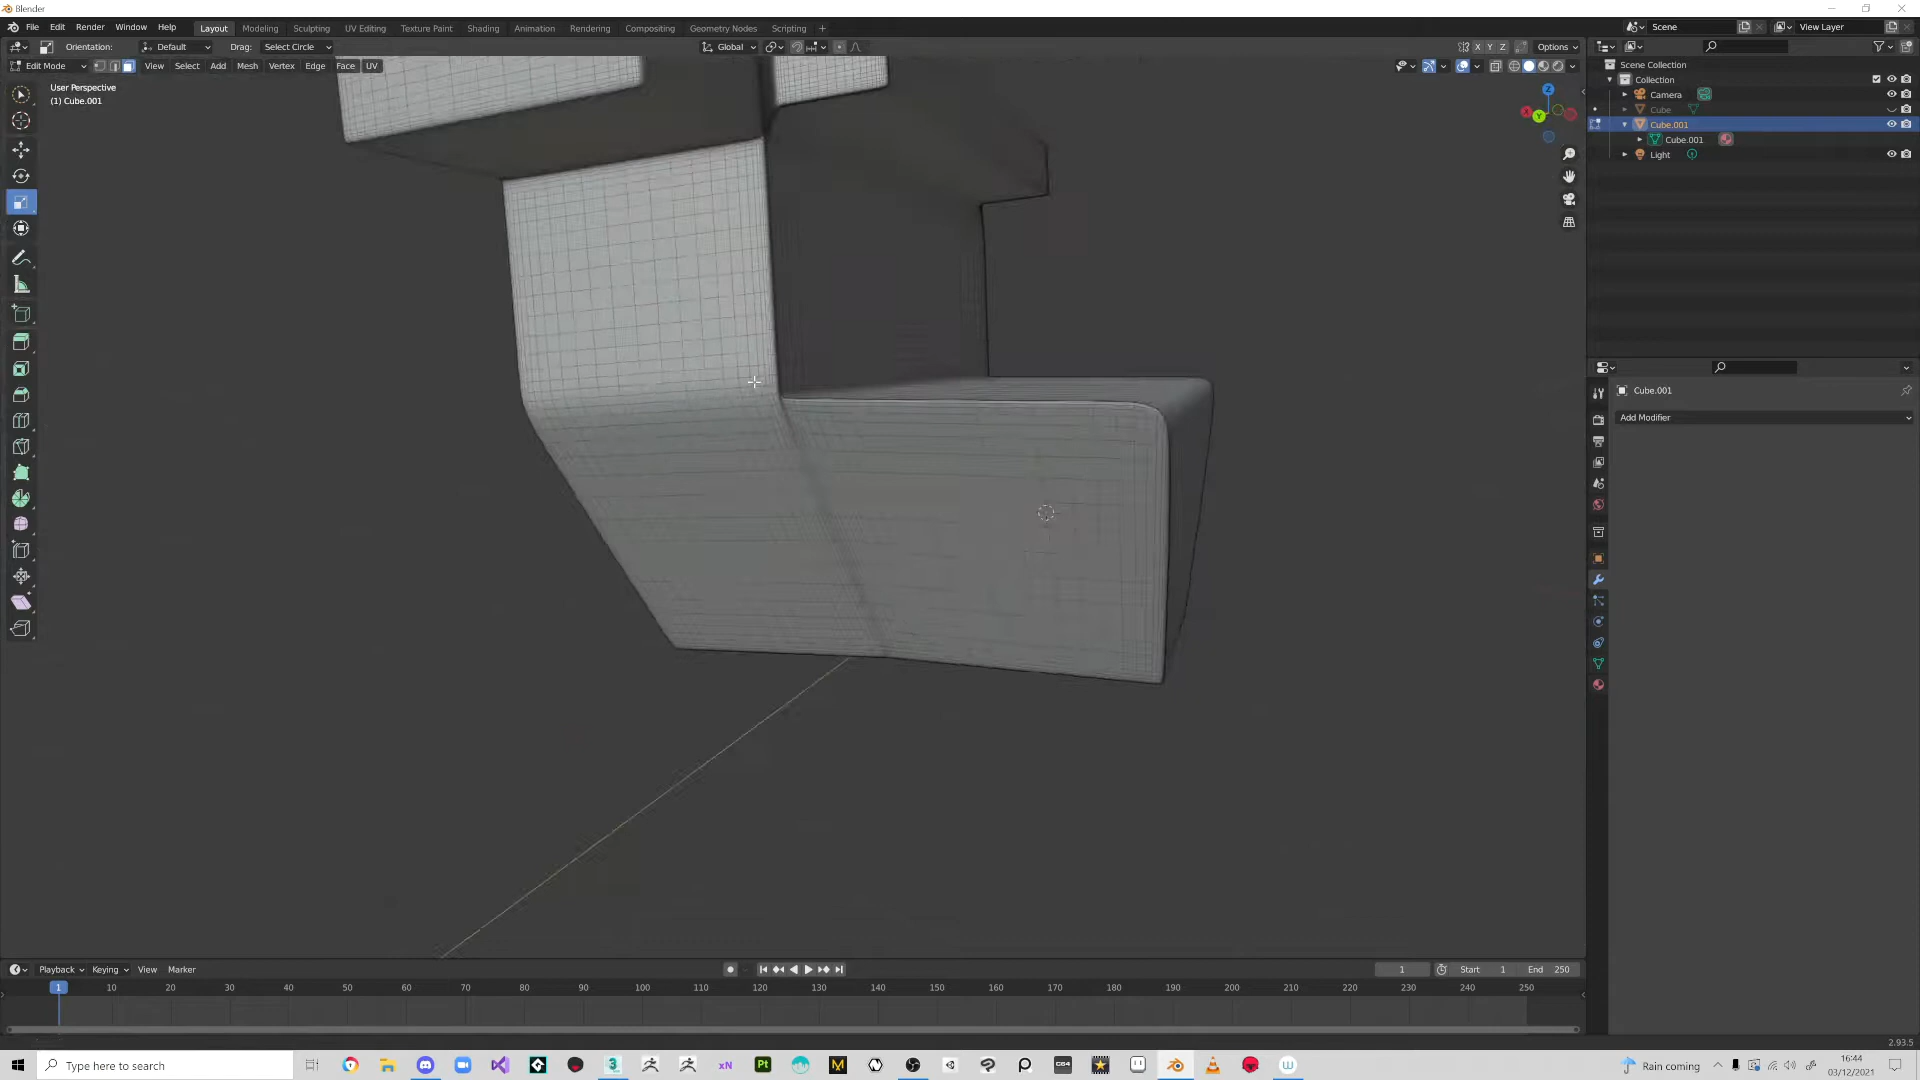 Blender
File Edit Render Window Help Layout Modeling Sculpting UV Editing Texture Paint Shading Animation Rendering Compositing Geometry Nodes Scripting + Scene View Layer
Orientation: Default Drag: Select Circle Global X Y Z Options
Edit Mode View Select Add Mesh Vertex Edge Face UV
User Perspective
(1) Cube.001
Scene Collection
Collection
Camera
Cube
Cube.001
Cube.001
Light
Z
X
Y
Cube.001
Add Modifier
Playback Keying View Marker 1 Start 1 End 250
1 10 20 30 40 50 60 70 80 90 100 110 120 130 140 150 160 170 180 190 200 210 220 230 240 250
2.93.5
Type here to search
3
xN
Pt
M
C64
Rain coming
16:44
03/12/2021